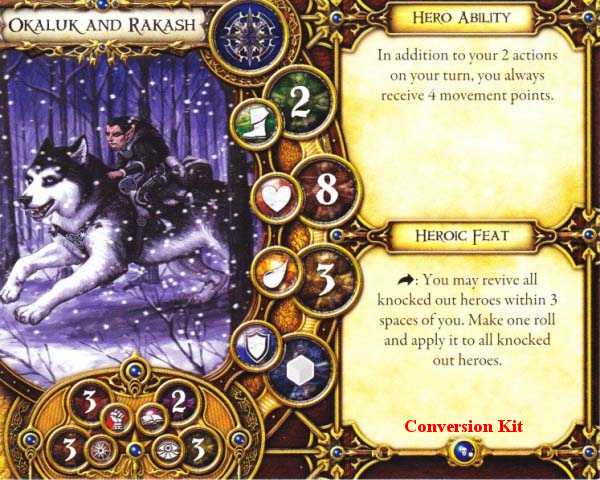 OKALUK AND RAKASH
2
8
3
3
2
3
3
HERO ABILITY
In addition to your 2 actions
on your turn, you always
receive 4 movement points.
HEROIC FEAT
: You may revive all
knocked out heroes within 3
spaces of you. Make one roll
and apply it to all knocked
out heroes.
Conversion Kit